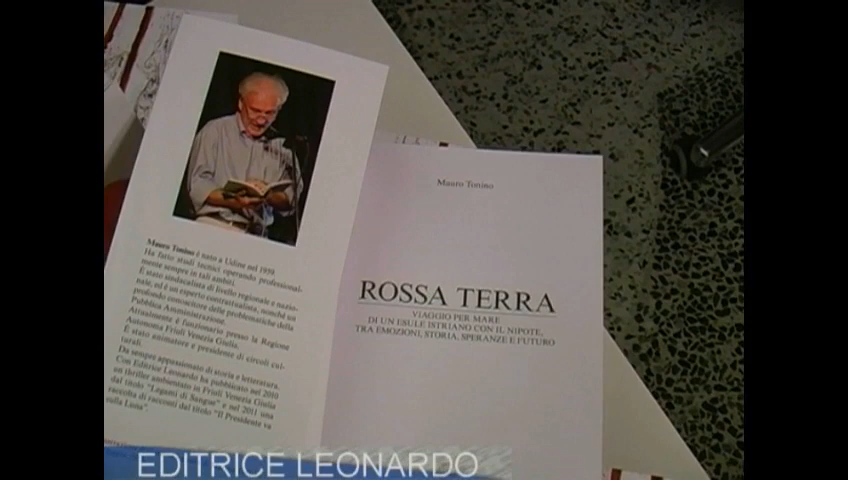 Mauro Tonino è nato a Udine nel 1959.
Ha fatto studi tecnici operando professional-
mente sempre in tali ambiti.
È stato sindacalista di livello regionale e nazio-
nale, ed è un esperto contrattualista, nonché un
profondo conoscitore delle problematiche della
Pubblica Amministrazione
Attualmente è funzionario presso la Regione
Autonoma Friuli Venezia Giulia.
È stato animatore e presidente di circoli cul-
turali.
Da sempre appassionato di storia e letteratura.
Con Editrice Leonardo ha pubblicato nel 2010
un thriller ambientato in Friuli Venezia Giulia
dal titolo "Legami di Sangue" e nel 2011 una
raccolta di racconti dal titolo "Il Presidente va
sulla Luna".
Mauro Tonino
ROSSA TERRA
VIAGGIO PER MARE
DI UN ESULE ISTRIANO CON IL NIPOTE,
TRA EMOZIONI, STORIA, SPERANZE E FUTURO
EDITRICE LEONARDO